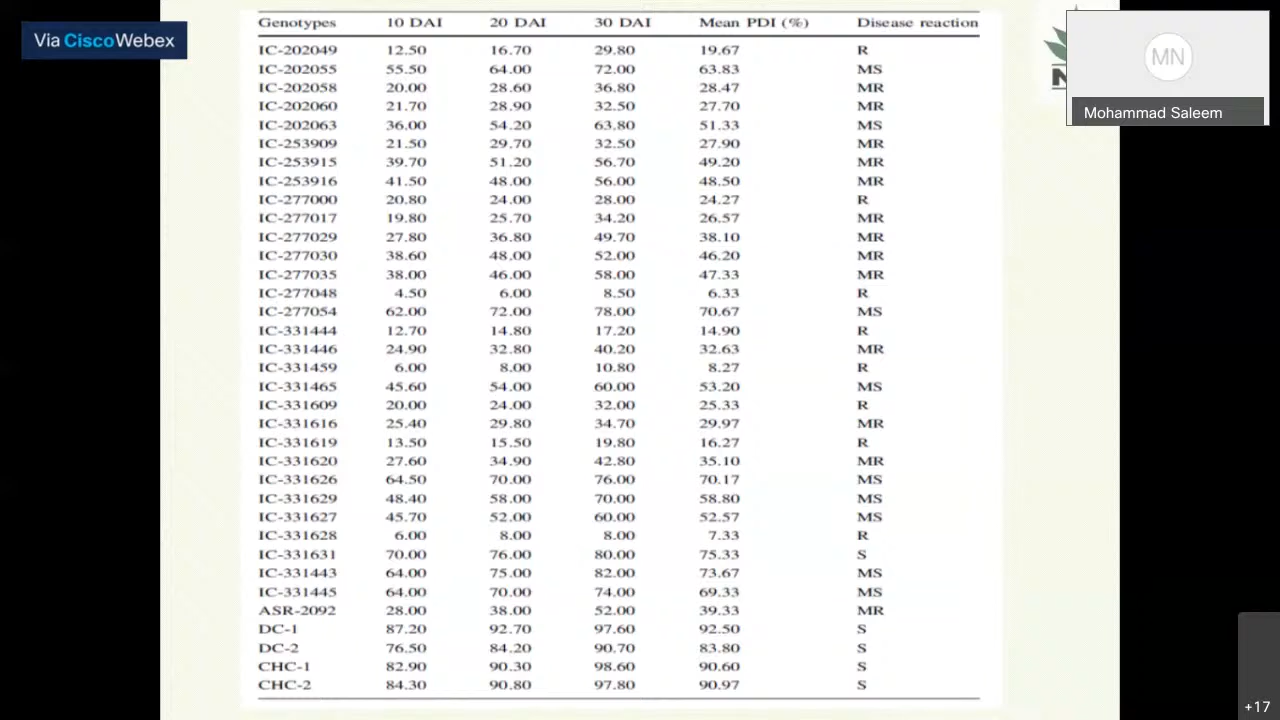 Via Cisco Webex
Genotypes 10 DAI 20 DAI 30 DAI Mean PDI (%) Disease reaction
IC-202049 12.50 16.70 29.80 19.67 R
IC-202055 55.50 64.00 72.00 63.83 MS
IC-202058 20.00 28.60 36.80 28.47 MR
IC-202060 21.70 28.90 32.50 27.70 MR
IC-202063 36.00 54.20 63.80 51.33 MS
IC-253909 21.50 29.70 32.50 27.90 MR
IC-253915 39.70 51.20 56.70 49.20 MR
IC-253916 41.50 48.00 56.00 48.50 MR
IC-277000 20.80 24.00 28.00 24.27 R
IC-277017 19.80 25.70 34.20 26.57 MR
IC-277029 27.80 36.80 49.70 38.10 MR
IC-277030 38.60 48.00 52.00 46.20 MR
IC-277035 38.00 46.00 58.00 47.33 MR
IC-277048 4.50 6.00 8.50 6.33 R
IC-277054 62.00 72.00 78.00 70.67 MS
IC-331444 12.70 14.80 17.20 14.90 R
IC-331446 24.90 32.80 40.20 32.63 MR
IC-331459 6.00 8.00 10.80 8.27 R
IC-331465 45.60 54.00 60.00 53.20 MS
IC-331609 20.00 24.00 32.00 25.33 R
IC-331616 25.40 29.80 34.70 29.97 MR
IC-331619 13.50 15.50 19.80 16.27 R
IC-331620 27.60 34.90 42.80 35.10 MR
IC-331626 64.50 70.00 76.00 70.17 MS
IC-331629 48.40 58.00 70.00 58.80 MS
IC-331627 45.70 52.00 60.00 52.57 MS
IC-331628 6.00 8.00 8.00 7.33 R
IC-331631 70.00 76.00 80.00 75.33 S
IC-331443 64.00 75.00 82.00 73.67 MS
IC-331445 64.00 70.00 74.00 69.33 MS
ASR-2092 28.00 38.00 52.00 39.33 MR
DC-1 87.20 92.70 97.60 92.50 S
DC-2 76.50 84.20 90.70 83.80 S
CHC-1 82.90 90.30 98.60 90.60 S
CHC-2 84.30 90.80 97.80 90.97 S
MN
Mohammad Saleem
+17